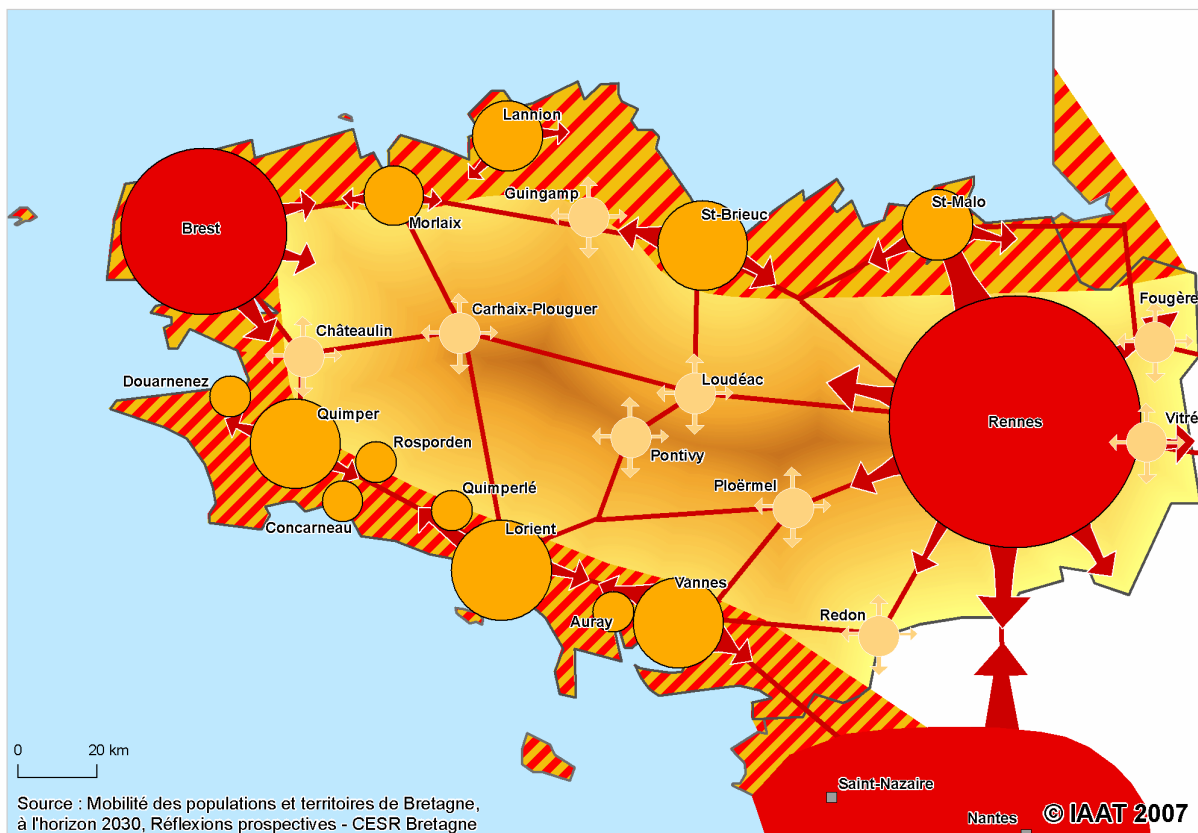 Lannion
Guingamp
St-Malo
St-Brieuc
Morlaix
Brest
Fougère
Carhaix-Plouguer
Châteaulin
Loudéac
Douarnenez
Quimper
Vitré
Rennes
Rosporden
Pontivy
Ploërmel
Quimperlé
Concarneau
Lorient
Vannes
Auray
Redon
0 20 km
Saint-Nazaire
Source : Mobilité des populations et territoires de Bretagne,
à l'horizon 2030, Réflexions prospectives - CESR Bretagne
Nantes
© IAAT 2007